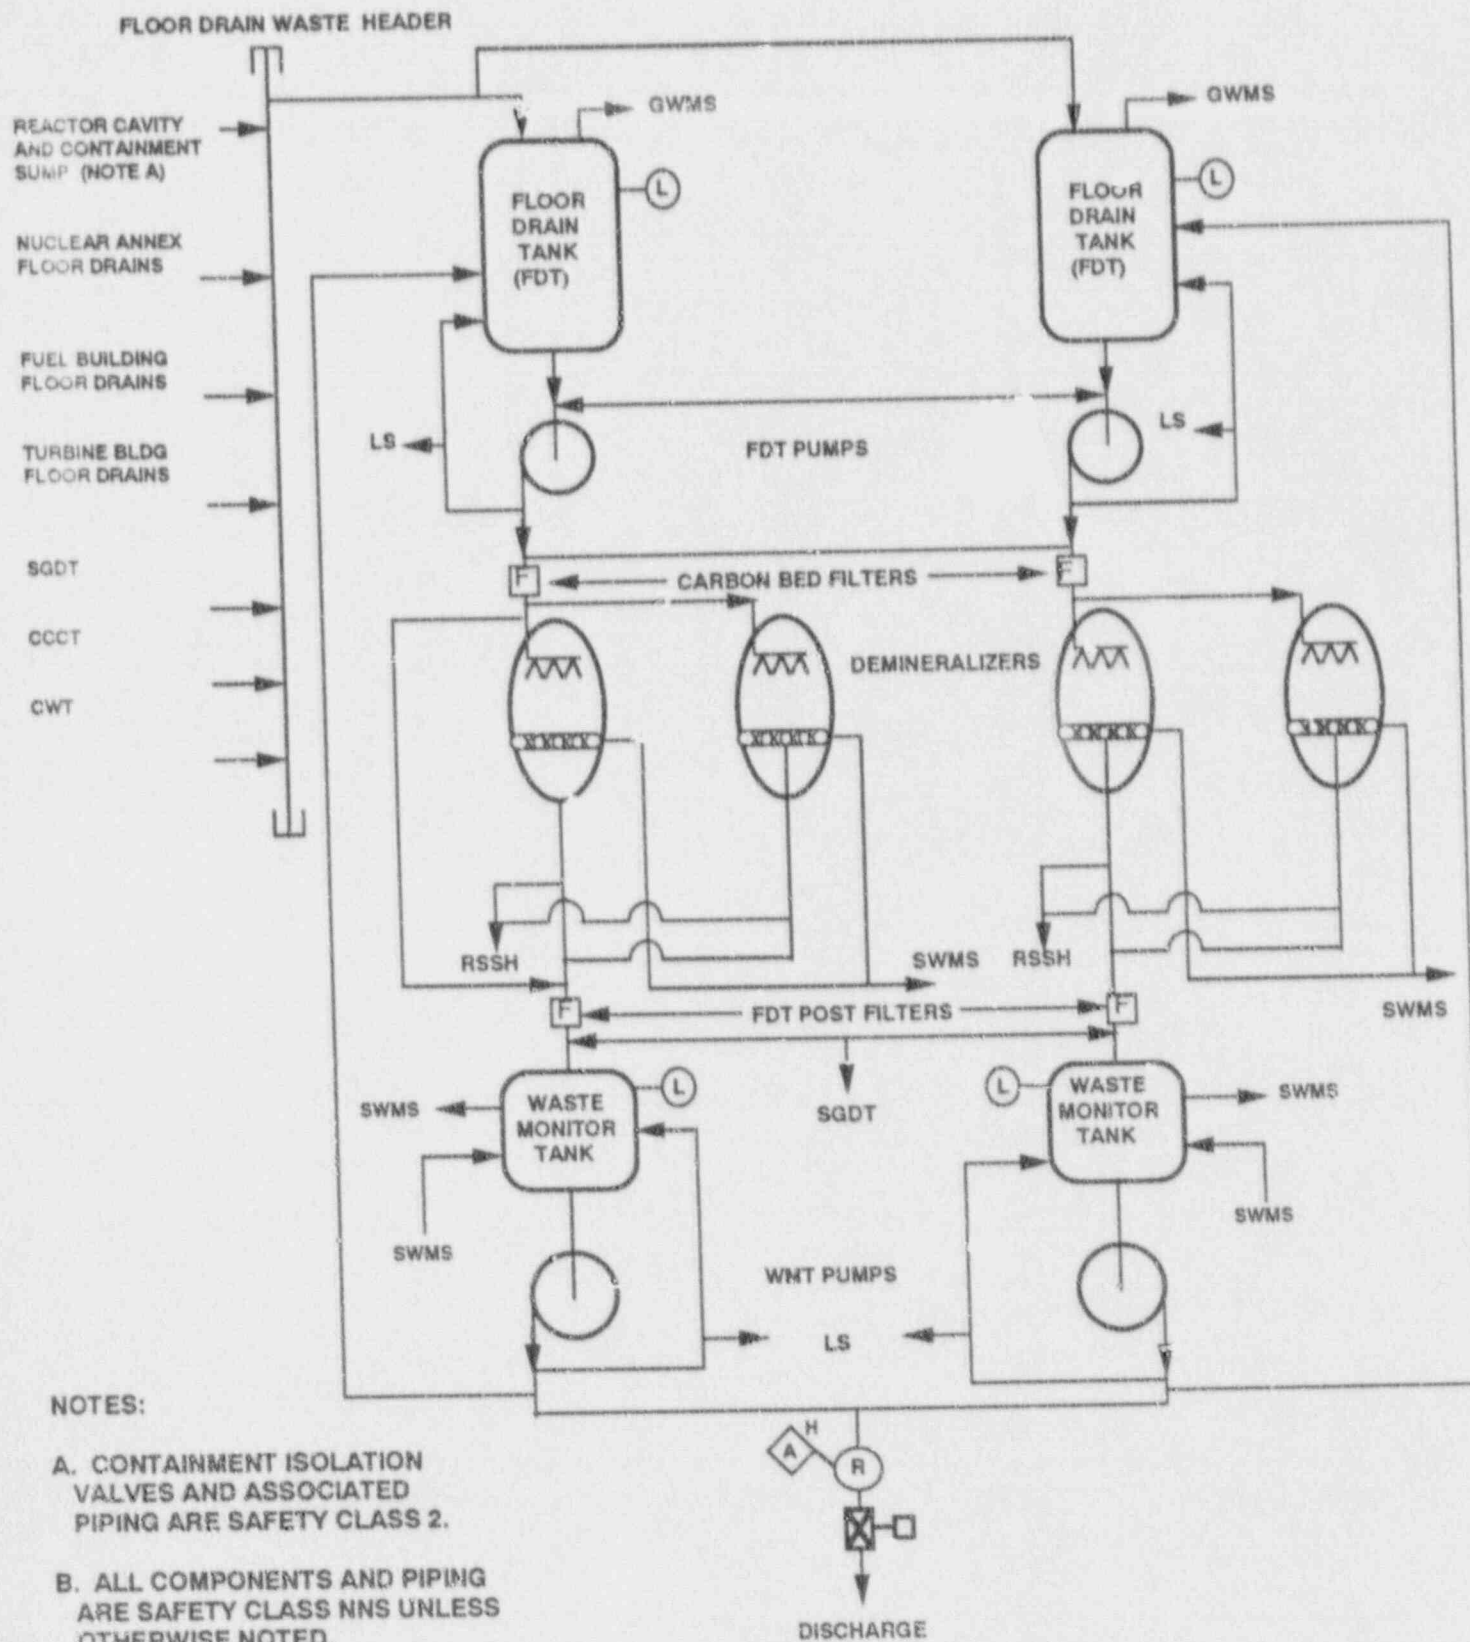 FLOOR DRAIN WASTE HEADER
REACTOR CAVITY
AND CONTAINMENT
SUMP (NOTE A)
NUCLEAR ANNEX
FLOOR DRAINS
FUEL BUILDING
FLOOR DRAINS
TURBINE BLDG
FLOOR DRAINS
SGDT
CCCT
CWT
GWMS
GWMS
FLOOR
DRAIN
TANK
(FDT)
L
FLOOR
DRAIN
TANK
(FDT)
L
LS
FDT PUMPS
LS
F
CARBON BED FILTERS
F
DEMINERALIZERS
RSSH
SWMS
RSSH
SWMS
F
FDT POST FILTERS
F
SWMS
WASTE
MONITOR
TANK
L
SGDT
L
WASTE
MONITOR
TANK
SWMS
SWMS
SWMS
WMT PUMPS
LS
NOTES:
A. CONTAINMENT ISOLATION
VALVES AND ASSOCIATED
PIPING ARE SAFETY CLASS 2.
B. ALL COMPONENTS AND PIPING
ARE SAFETY CLASS NNS UNLESS
OTHERWISE NOTED
H
A
R
DISCHARGE